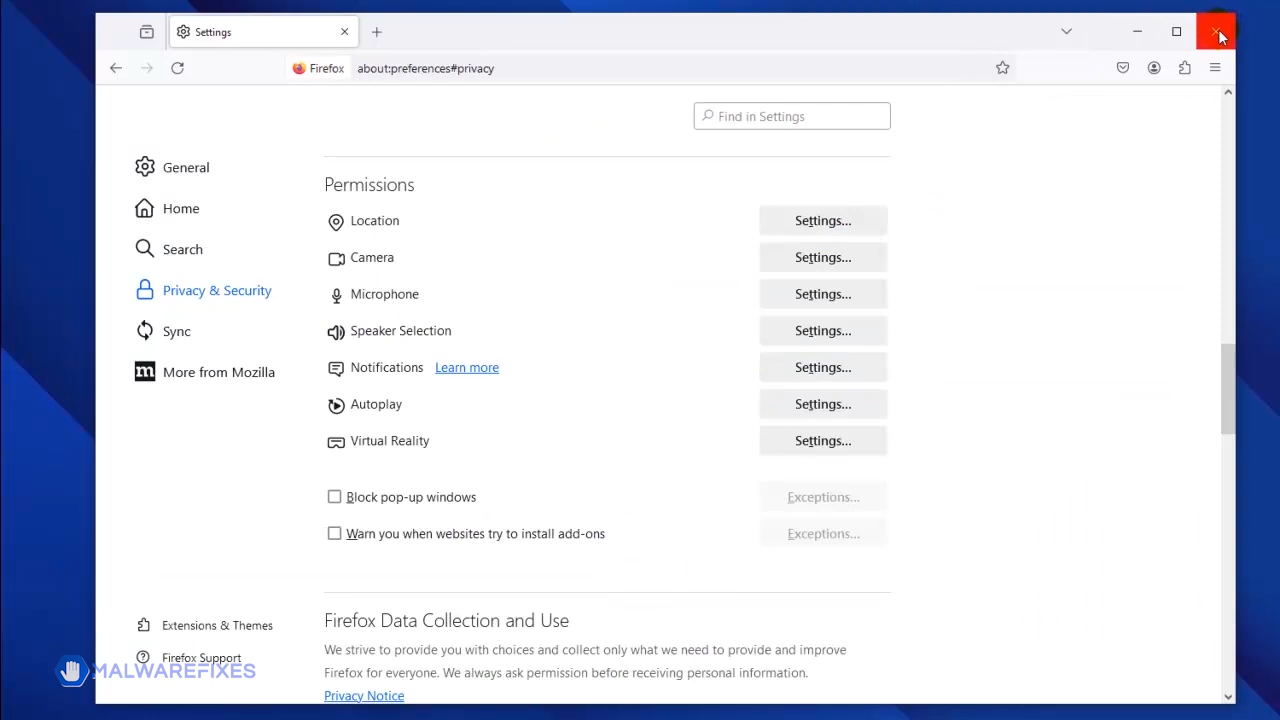 Settings
Firefox
about:preferences#privacy
Find in Settings
General
Home
Search
Privacy & Security
Sync
More from Mozilla
Extensions & Themes
Firefox Support
Permissions
Location Settings...
Camera Settings...
Microphone Settings...
Speaker Selection Settings...
Notifications Learn more Settings...
Autoplay Settings...
Virtual Reality Settings...
Block pop-up windows Exceptions...
Warn you when websites try to install add-ons Exceptions...
Firefox Data Collection and Use
We strive to provide you with choices and collect only what we need to provide and improve
Firefox for everyone. We always ask permission before receiving personal information.
Privacy Notice
MALWAREFIXES